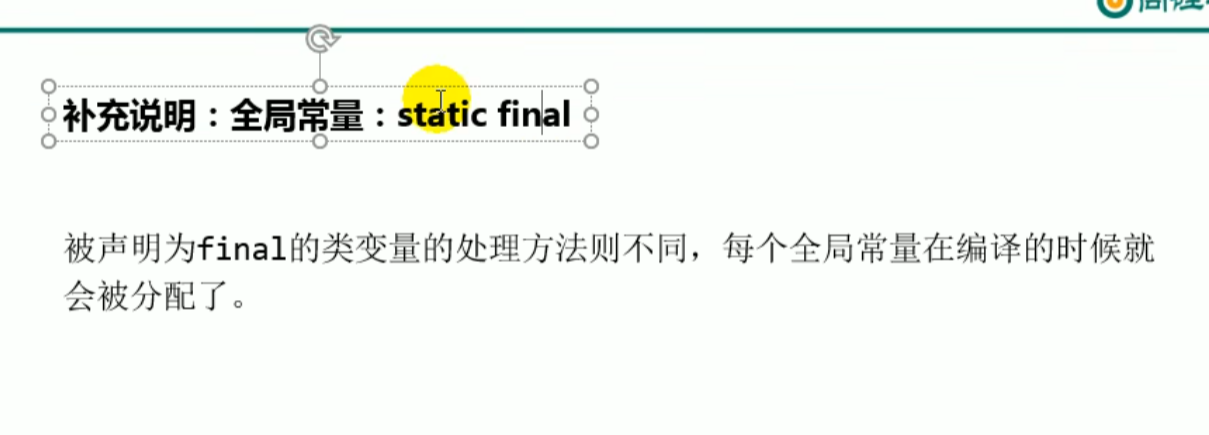 补充说明：全局常量：static final
被声明为final的类变量的处理方法则不同，每个全局常量在编译的时候就
会被分配了。